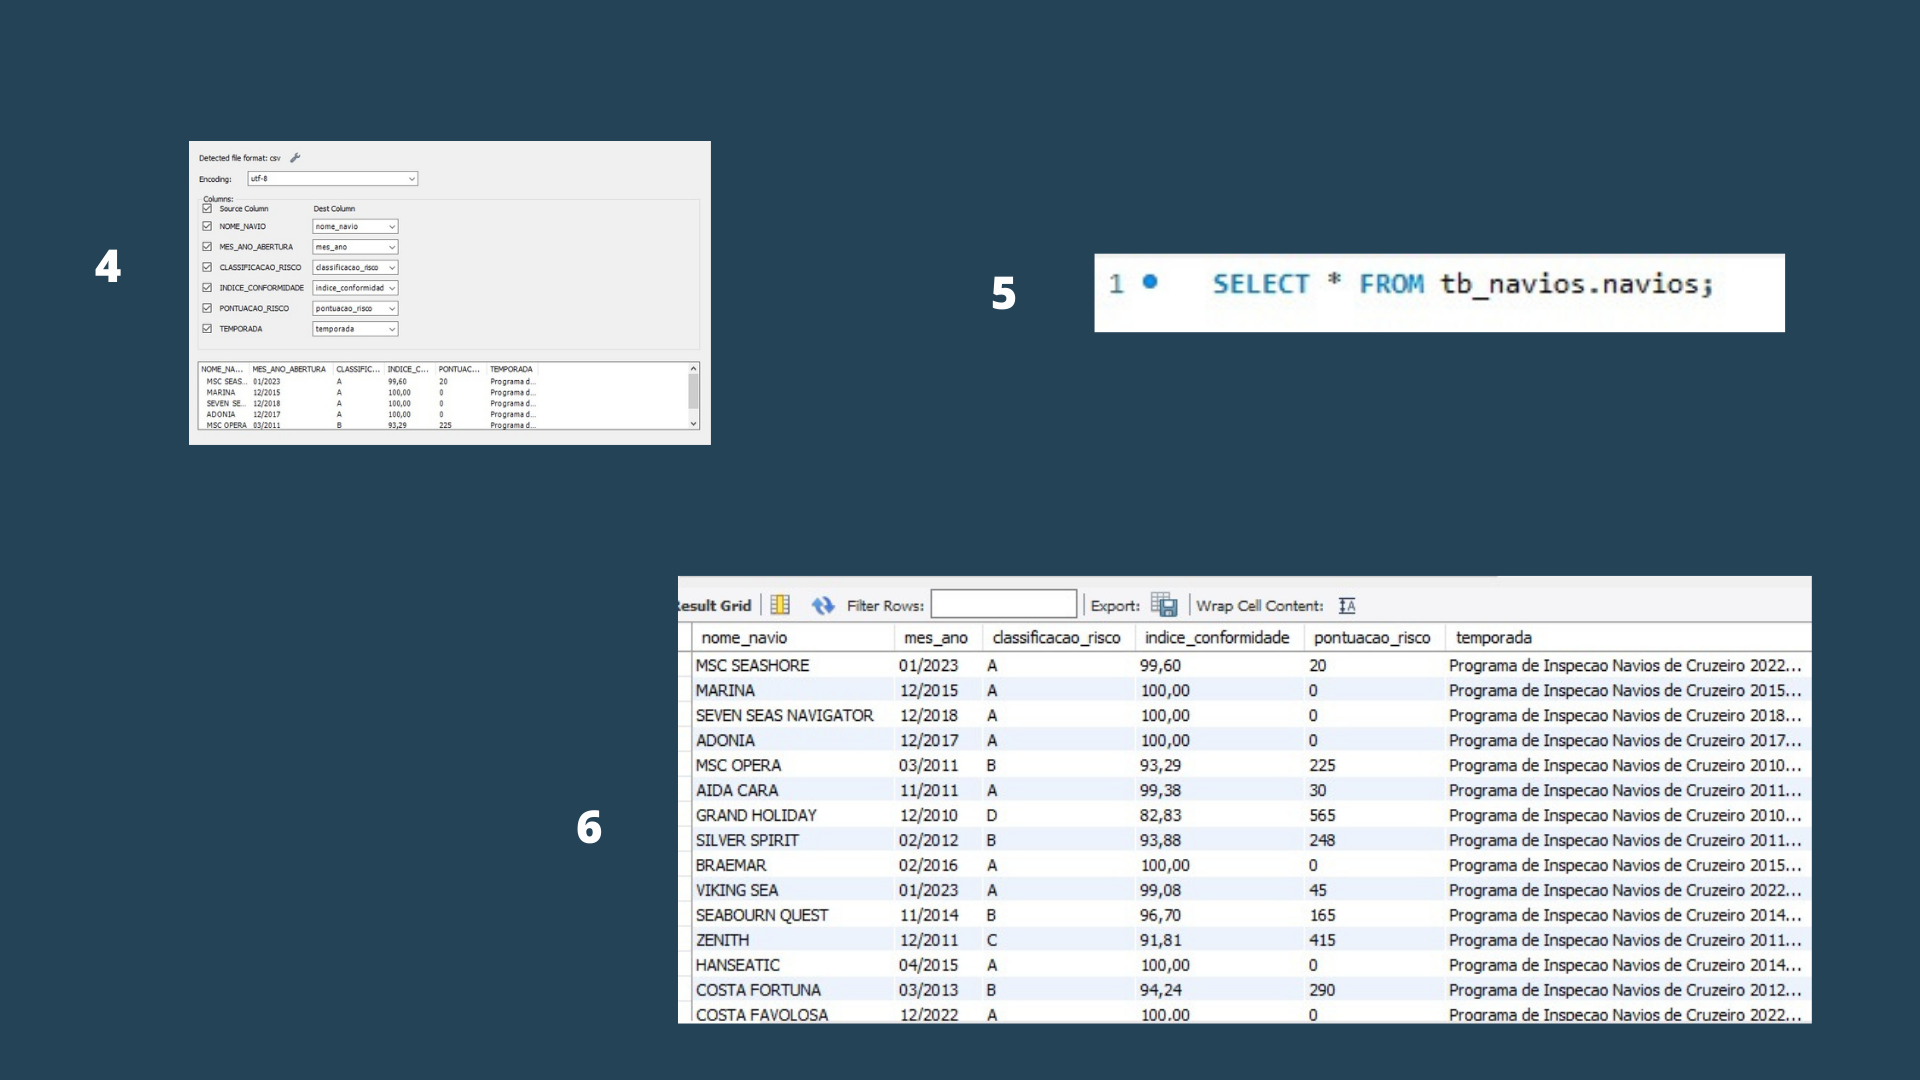 4
Detected file format: csv
Encoding: utf-8
Columns:
Source Column Dest Column
NOME_NAVIO nome_navio
MES_ANO_ABERTURA mes_ano
CLASSIFICACAO_RISCO classificacao_risco
INDICE_CONFORMIDADE indice_conformidad
PONTUACAO_RISCO pontuacao_risco
TEMPORADA temporada
NOME_NA... MES_ANO_ABERTURA CLASSIFIC... INDICE_C... PONTUAC... TEMPORADA
MSC SEAS... 01/2023 A 99,60 20 Programa d...
MARINA 12/2015 A 100,00 0 Programa d...
SEVEN SE... 12/2018 A 100,00 0 Programa d...
ADONIA 12/2017 A 100,00 0 Programa d...
MSC OPERA 03/2011 B 93,29 225 Programa d...
5
1 SELECT * FROM tb_navios.navios;
6
Result Grid Filter Rows: Export: Wrap Cell Content: IA
nome_navio mes_ano classificacao_risco indice_conformidade pontuacao_risco temporada
MSC SEASHORE 01/2023 A 99,60 20 Programa de Inspecao Navios de Cruzeiro 2022...
MARINA 12/2015 A 100,00 0 Programa de Inspecao Navios de Cruzeiro 2015...
SEVEN SEAS NAVIGATOR 12/2018 A 100,00 0 Programa de Inspecao Navios de Cruzeiro 2018...
ADONIA 12/2017 A 100,00 0 Programa de Inspecao Navios de Cruzeiro 2017...
MSC OPERA 03/2011 B 93,29 225 Programa de Inspecao Navios de Cruzeiro 2010...
AIDA CARA 11/2011 A 99,38 30 Programa de Inspecao Navios de Cruzeiro 2011...
GRAND HOLIDAY 12/2010 D 82,83 565 Programa de Inspecao Navios de Cruzeiro 2010...
SILVER SPIRIT 02/2012 B 93,88 248 Programa de Inspecao Navios de Cruzeiro 2011...
BRAEMAR 02/2016 A 100,00 0 Programa de Inspecao Navios de Cruzeiro 2015...
VIKING SEA 01/2023 A 99,08 45 Programa de Inspecao Navios de Cruzeiro 2022...
SEABOURN QUEST 11/2014 B 96,70 165 Programa de Inspecao Navios de Cruzeiro 2014...
ZENITH 12/2011 C 91,81 415 Programa de Inspecao Navios de Cruzeiro 2011...
HANSEATIC 04/2015 A 100,00 0 Programa de Inspecao Navios de Cruzeiro 2014...
COSTA FORTUNA 03/2013 B 94,24 290 Programa de Inspecao Navios de Cruzeiro 2012...
COSTA FAVOLOSA 12/2022 A 100,00 0 Programa de Inspecao Navios de Cruzeiro 2022...